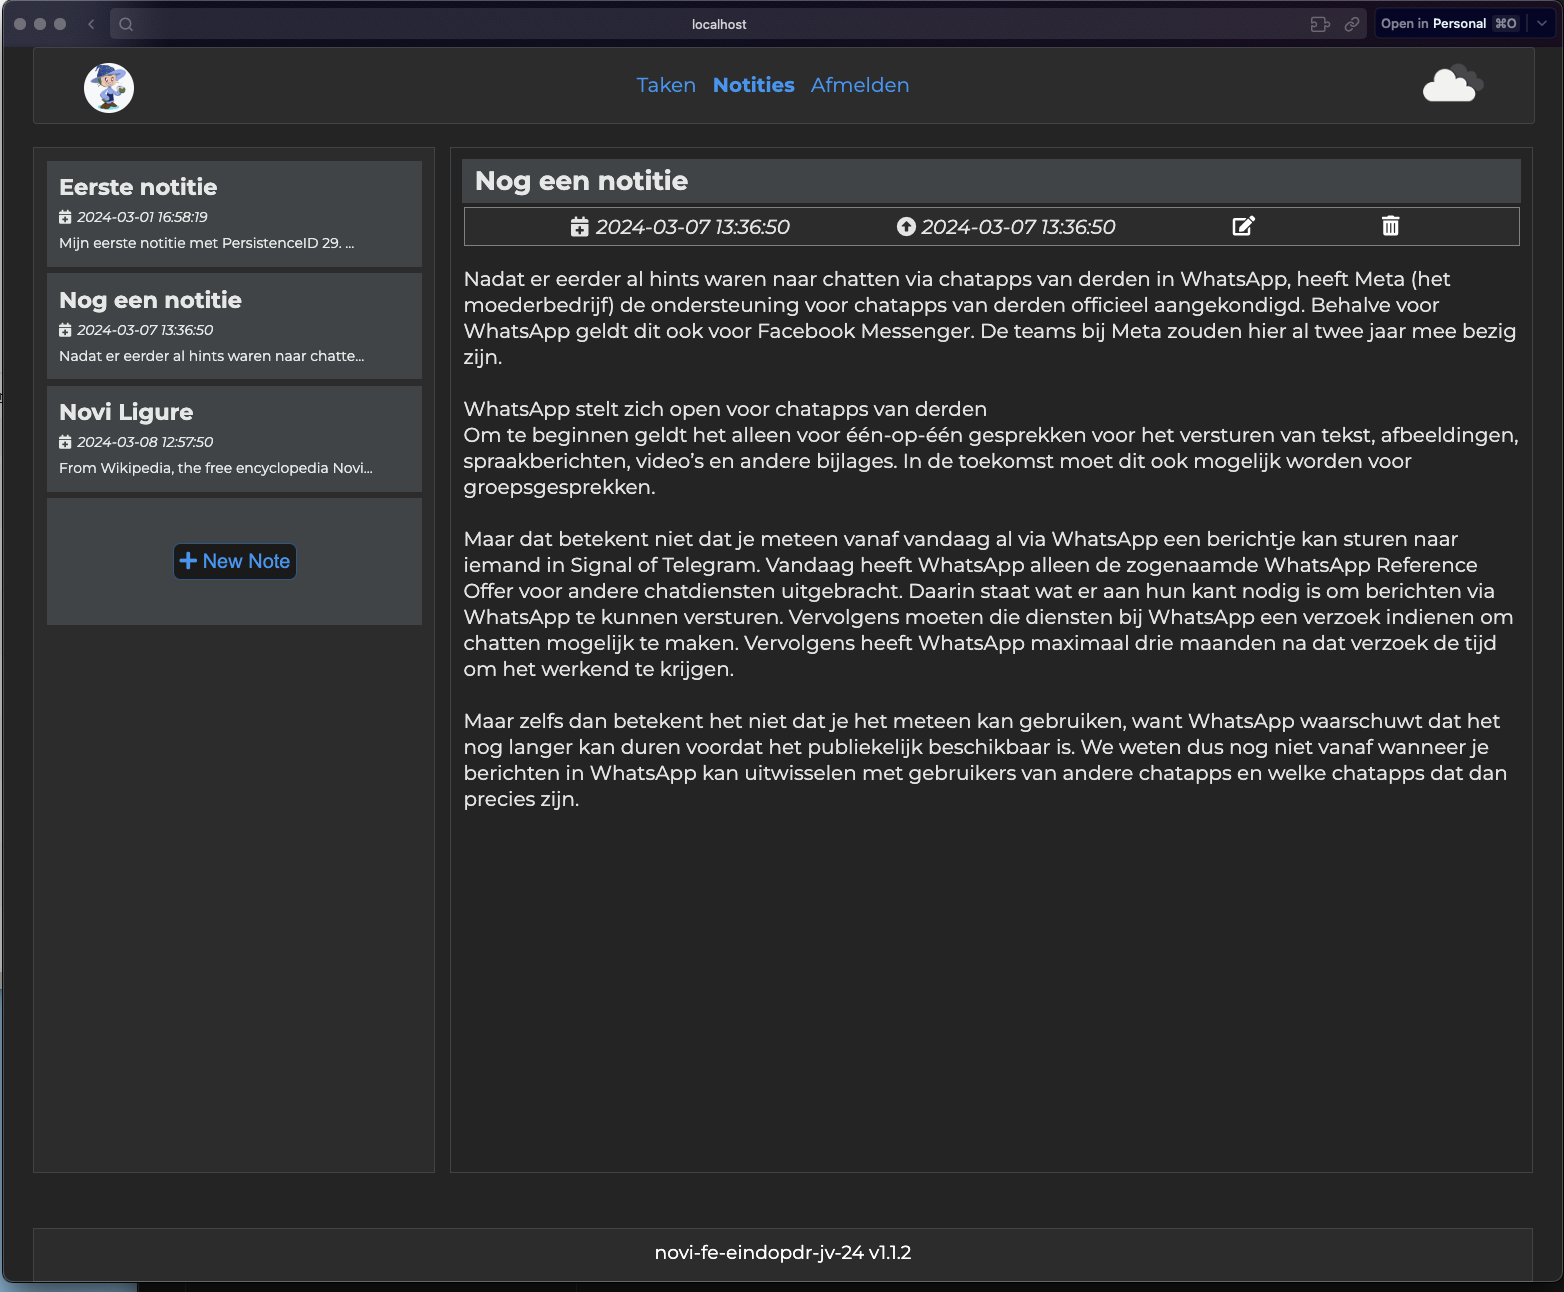 localhost
Open in Personal ⌘O
Taken Notities Afmelden
Eerste notitie
2024-03-01 16:58:19
Mijn eerste notitie met PersistenceID 29. ...
Nog een notitie
2024-03-07 13:36:50
Nadat er eerder al hints waren naar chatte...
Novi Ligure
2024-03-08 12:57:50
From Wikipedia, the free encyclopedia Novi...
New Note
Nog een notitie
2024-03-07 13:36:50 2024-03-07 13:36:50
Nadat er eerder al hints waren naar chatten via chatapps van derden in WhatsApp, heeft Meta (het
moederbedrijf) de ondersteuning voor chatapps van derden officieel aangekondigd. Behalve voor
WhatsApp geldt dit ook voor Facebook Messenger. De teams bij Meta zouden hier al twee jaar mee bezig
zijn.
WhatsApp stelt zich open voor chatapps van derden
Om te beginnen geldt het alleen voor één-op-één gesprekken voor het versturen van tekst, afbeeldingen,
spraakberichten, video’s en andere bijlages. In de toekomst moet dit ook mogelijk worden voor
groepsgesprekken.
Maar dat betekent niet dat je meteen vanaf vandaag al via WhatsApp een berichtje kan sturen naar
iemand in Signal of Telegram. Vandaag heeft WhatsApp alleen de zogenaamde WhatsApp Reference
Offer voor andere chatdiensten uitgebracht. Daarin staat wat er aan hun kant nodig is om berichten via
WhatsApp te kunnen versturen. Vervolgens moeten die diensten bij WhatsApp een verzoek indienen om
chatten mogelijk te maken. Vervolgens heeft WhatsApp maximaal drie maanden na dat verzoek de tijd
om het werkend te krijgen.
Maar zelfs dan betekent het niet dat je het meteen kan gebruiken, want WhatsApp waarschuwt dat het
nog langer kan duren voordat het publiekelijk beschikbaar is. We weten dus nog niet vanaf wanneer je
berichten in WhatsApp kan uitwisselen met gebruikers van andere chatapps en welke chatapps dat dan
precies zijn.
novi-fe-eindopdr-jv-24 v1.1.2